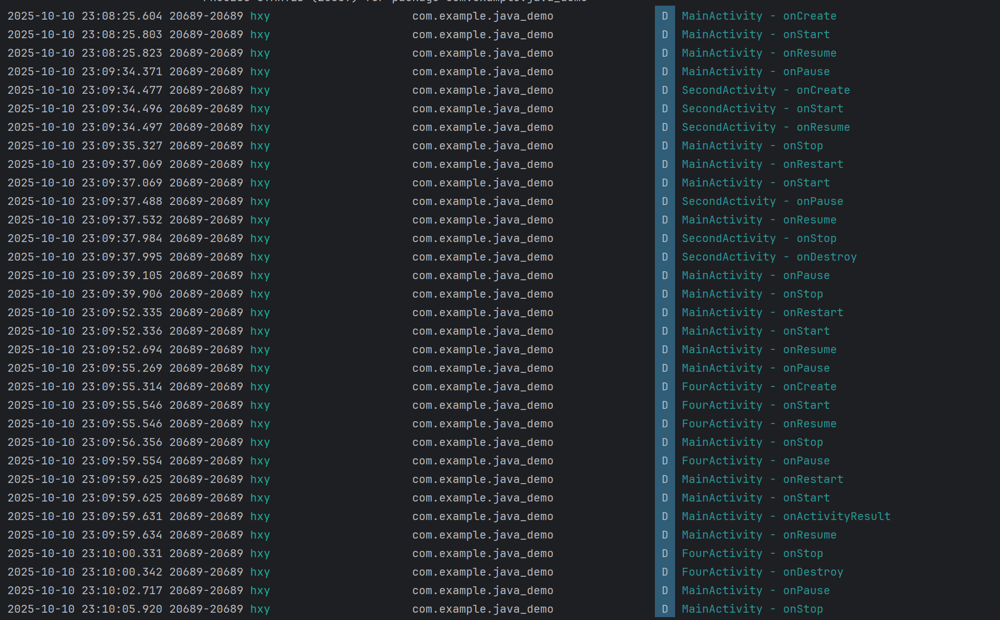 PROCESS STARTED (20689) for package com.example.java_demo
2025-10-10 23:08:25.604 20689-20689 hxy com.example.java_demo D MainActivity - onCreate
2025-10-10 23:08:25.803 20689-20689 hxy com.example.java_demo D MainActivity - onStart
2025-10-10 23:08:25.823 20689-20689 hxy com.example.java_demo D MainActivity - onResume
2025-10-10 23:09:34.371 20689-20689 hxy com.example.java_demo D MainActivity - onPause
2025-10-10 23:09:34.477 20689-20689 hxy com.example.java_demo D SecondActivity - onCreate
2025-10-10 23:09:34.496 20689-20689 hxy com.example.java_demo D SecondActivity - onStart
2025-10-10 23:09:34.497 20689-20689 hxy com.example.java_demo D SecondActivity - onResume
2025-10-10 23:09:35.327 20689-20689 hxy com.example.java_demo D MainActivity - onStop
2025-10-10 23:09:37.069 20689-20689 hxy com.example.java_demo D MainActivity - onRestart
2025-10-10 23:09:37.069 20689-20689 hxy com.example.java_demo D MainActivity - onStart
2025-10-10 23:09:37.488 20689-20689 hxy com.example.java_demo D SecondActivity - onPause
2025-10-10 23:09:37.532 20689-20689 hxy com.example.java_demo D MainActivity - onResume
2025-10-10 23:09:37.984 20689-20689 hxy com.example.java_demo D SecondActivity - onStop
2025-10-10 23:09:37.995 20689-20689 hxy com.example.java_demo D SecondActivity - onDestroy
2025-10-10 23:09:39.105 20689-20689 hxy com.example.java_demo D MainActivity - onPause
2025-10-10 23:09:39.906 20689-20689 hxy com.example.java_demo D MainActivity - onStop
2025-10-10 23:09:52.335 20689-20689 hxy com.example.java_demo D MainActivity - onRestart
2025-10-10 23:09:52.336 20689-20689 hxy com.example.java_demo D MainActivity - onStart
2025-10-10 23:09:52.694 20689-20689 hxy com.example.java_demo D MainActivity - onResume
2025-10-10 23:09:55.269 20689-20689 hxy com.example.java_demo D MainActivity - onPause
2025-10-10 23:09:55.314 20689-20689 hxy com.example.java_demo D FourActivity - onCreate
2025-10-10 23:09:55.546 20689-20689 hxy com.example.java_demo D FourActivity - onStart
2025-10-10 23:09:55.546 20689-20689 hxy com.example.java_demo D FourActivity - onResume
2025-10-10 23:09:56.356 20689-20689 hxy com.example.java_demo D MainActivity - onStop
2025-10-10 23:09:59.554 20689-20689 hxy com.example.java_demo D FourActivity - onPause
2025-10-10 23:09:59.625 20689-20689 hxy com.example.java_demo D MainActivity - onRestart
2025-10-10 23:09:59.625 20689-20689 hxy com.example.java_demo D MainActivity - onStart
2025-10-10 23:09:59.631 20689-20689 hxy com.example.java_demo D MainActivity - onActivityResult
2025-10-10 23:09:59.634 20689-20689 hxy com.example.java_demo D MainActivity - onResume
2025-10-10 23:10:00.331 20689-20689 hxy com.example.java_demo D FourActivity - onStop
2025-10-10 23:10:00.342 20689-20689 hxy com.example.java_demo D FourActivity - onDestroy
2025-10-10 23:10:02.717 20689-20689 hxy com.example.java_demo D MainActivity - onPause
2025-10-10 23:10:05.920 20689-20689 hxy com.example.java_demo D MainActivity - onStop